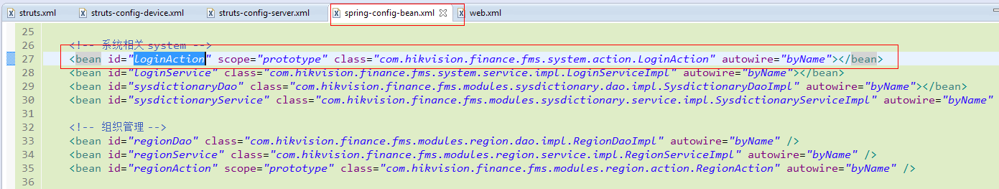 struts.xml struts-config-device.xml struts-config-server.xml spring-config-bean.xml web.xml
25
26 <!-- 系统相关 system -->
27 <bean id="loginAction" scope="prototype" class="com.hikvision.finance.fms.system.action.LoginAction" autowire="byName"></bean>
28 <bean id="loginService" class="com.hikvision.finance.fms.system.service.impl.LoginServiceImpl" autowire="byName"></bean>
29 <bean id="sysdictionaryDao" class="com.hikvision.finance.fms.modules.sysdictionary.dao.impl.SysdictionaryDaoImpl" autowire="byName"></bean>
30 <bean id="sysdictionaryService" class="com.hikvision.finance.fms.modules.sysdictionary.service.impl.SysdictionaryServiceImpl" autowire="byName"
31
32 <!-- 组织管理 -->
33 <bean id="regionDao" class="com.hikvision.finance.fms.modules.region.dao.impl.RegionDaoImpl" autowire="byName" />
34 <bean id="regionService" class="com.hikvision.finance.fms.modules.region.service.impl.RegionServiceImpl" autowire="byName" />
35 <bean id="regionAction" scope="prototype" class="com.hikvision.finance.fms.modules.region.action.RegionAction" autowire="byName" />
36